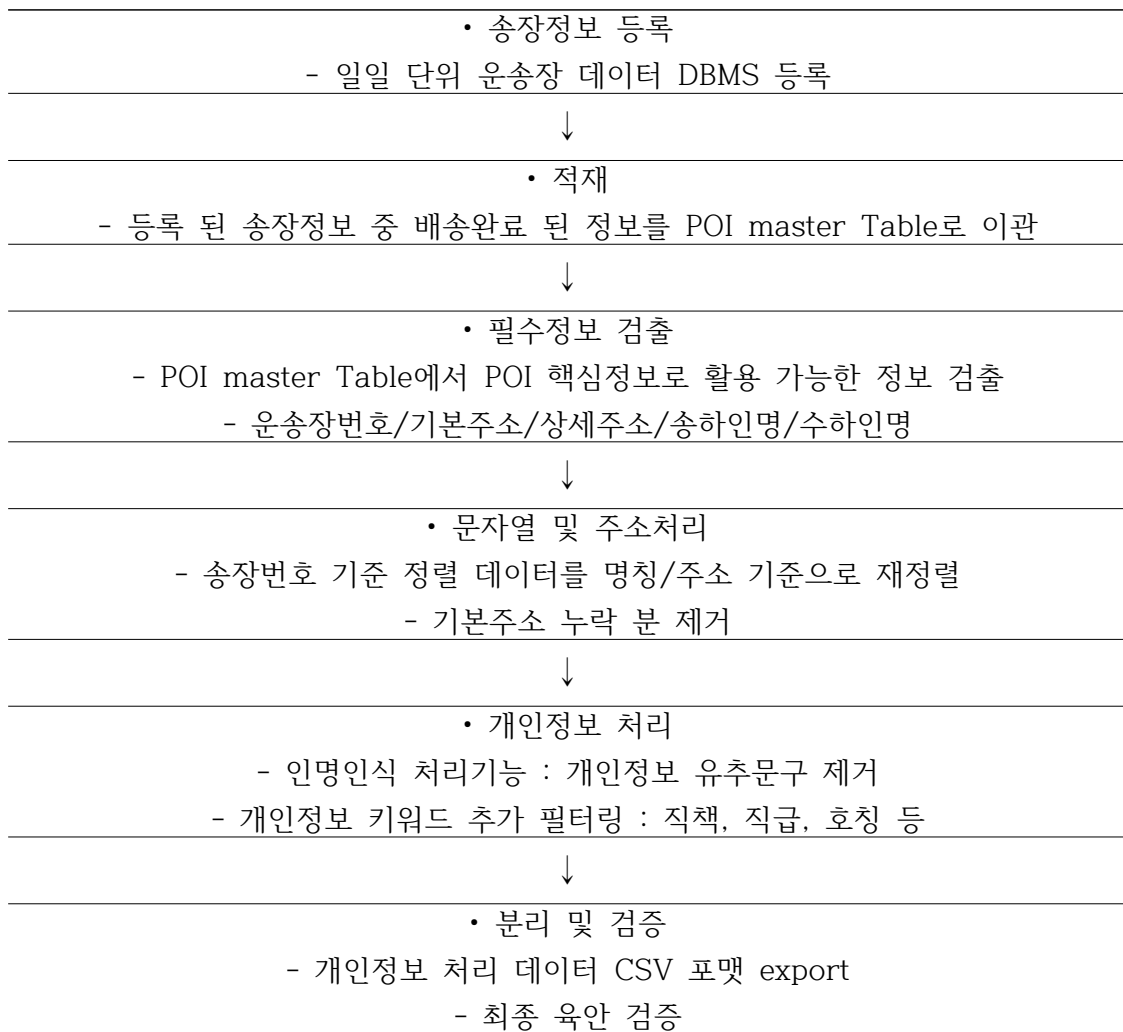 • 송장정보 등록
- 일일 단위 운송장 데이터 DBMS 등록
↓
• 적재
- 등록 된 송장정보 중 배송완료 된 정보를 POI master Table로 이관
↓
• 필수정보 검출
- POI master Table에서 POI 핵심정보로 활용 가능한 정보 검출
- 운송장번호/기본주소/상세주소/송하인명/수하인명
↓
• 문자열 및 주소처리
- 송장번호 기준 정렬 데이터를 명칭/주소 기준으로 재정렬
- 기본주소 누락 분 제거
↓
• 개인정보 처리
- 인명인식 처리기능 : 개인정보 유추문구 제거
- 개인정보 키워드 추가 필터링 : 직책, 직급, 호칭 등
↓
• 분리 및 검증
- 개인정보 처리 데이터 CSV 포맷 export
- 최종 육안 검증